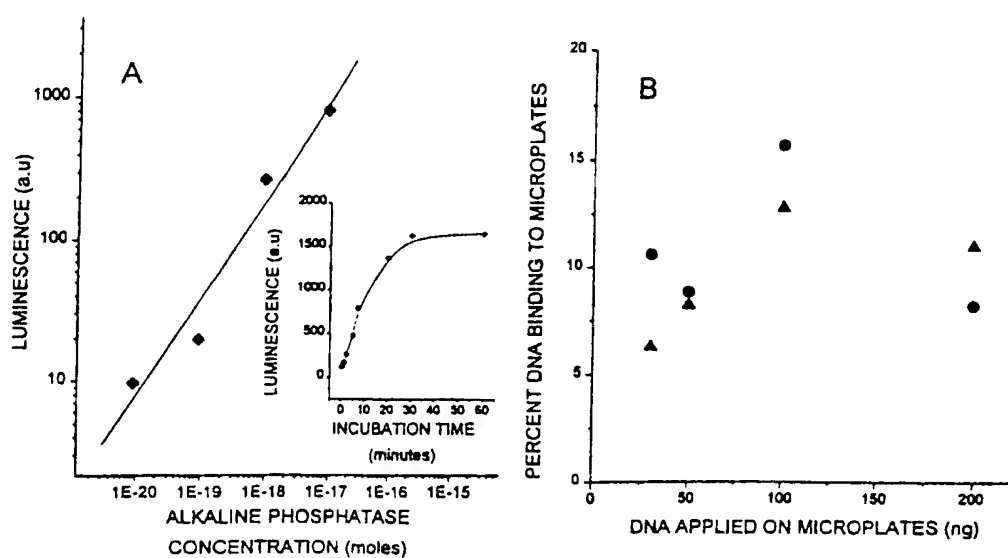 A
LUMINESCENCE (a.u)
1000
100
10
1E-20 1E-19 1E-18 1E-17 1E-16 1E-15
ALKALINE PHOSPHATASE
CONCENTRATION (moles)
LUMINESCENCE (a.u)
2000
1500
1000
500
0
0 10 20 30 40 50 60
INCUBATION TIME
(minutes)
B
PERCENT DNA BINDING TO MICROPLATES
20
15
10
5
0
0 50 100 150 200
DNA APPLIED ON MICROPLATES (ng)